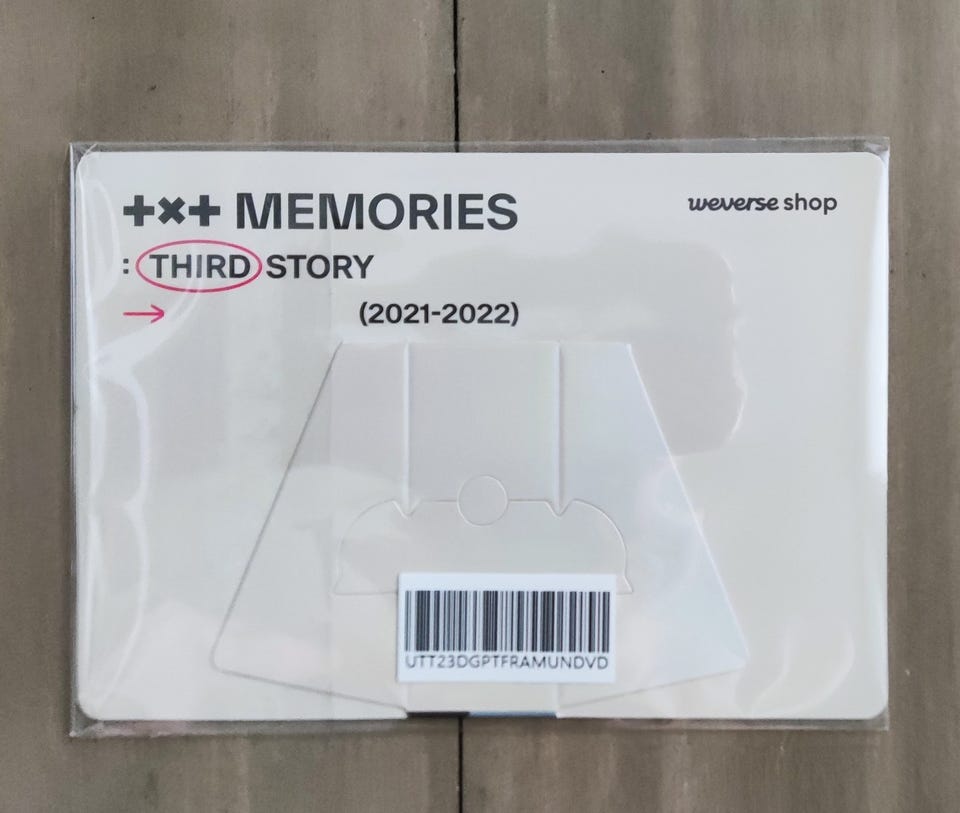 +×+ MEMORIES
weverse shop
: THIRD STORY
→ (2021-2022)
UTT23DGPTFRAMUNDVD